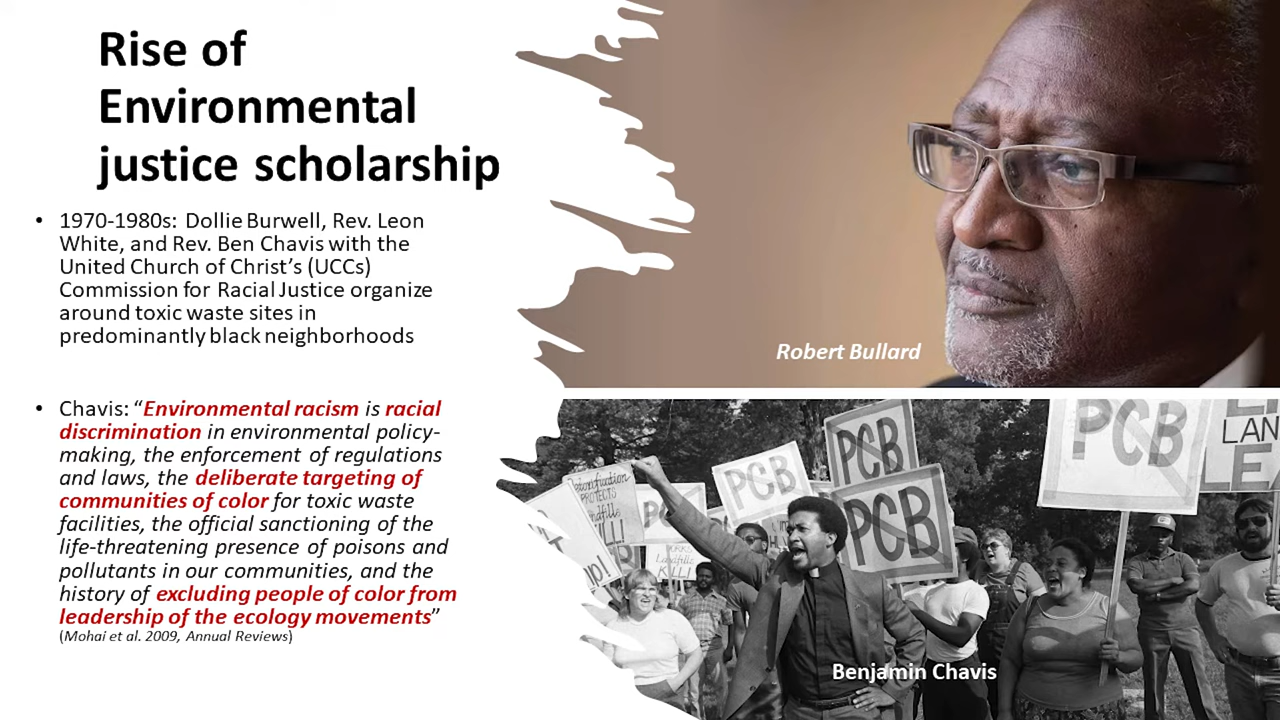 Rise of
Environmental
justice scholarship
• 1970-1980s: Dollie Burwell, Rev. Leon
White, and Rev. Ben Chavis with the
United Church of Christ's (UCCs)
Commission for Racial Justice organize
around toxic waste sites in
predominantly black neighborhoods
• Chavis: “Environmental racism is racial
discrimination in environmental policy-
making, the enforcement of regulations
and laws, the deliberate targeting of
communities of color for toxic waste
facilities, the official sanctioning of the
life-threatening presence of poisons and
pollutants in our communities, and the
history of excluding people of color from
leadership of the ecology movements”
(Mohai et al. 2009, Annual Reviews)
Robert Bullard
PCB
PCB
PCB
PCB
LAN
KILL!
NO!
Benjamin Chavis